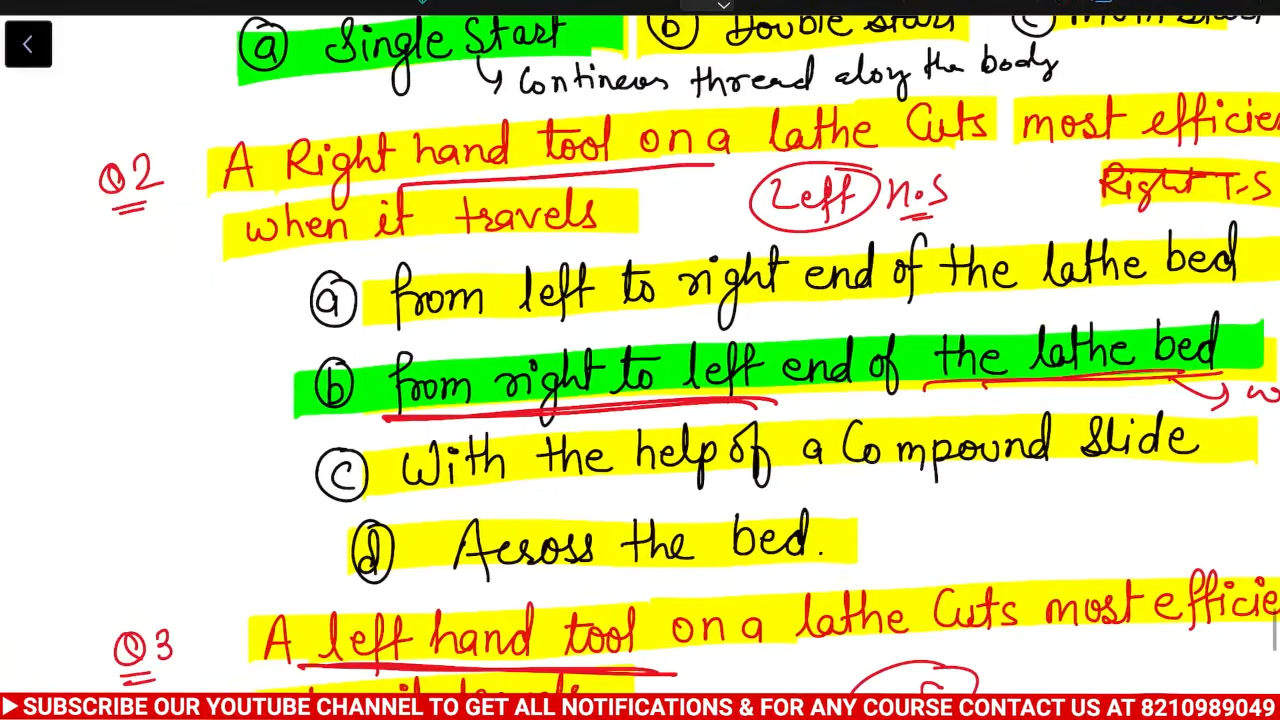 a Single Start b Double Start c
↳ Contineus thread along the body
Q2 A Right hand tool on a lathe Cuts most efficien
when it travels Left H.S Right T.S
a from left to right end of the lathe bed
b from right to left end of the lathe bed
c With the help of a Compound Slide
d Across the bed.
Q3 A left hand tool on a lathe Cuts most efficie
SUBSCRIBE OUR YOUTUBE CHANNEL TO GET ALL NOTIFICATIONS & FOR ANY COURSE CONTACT US AT 8210989049